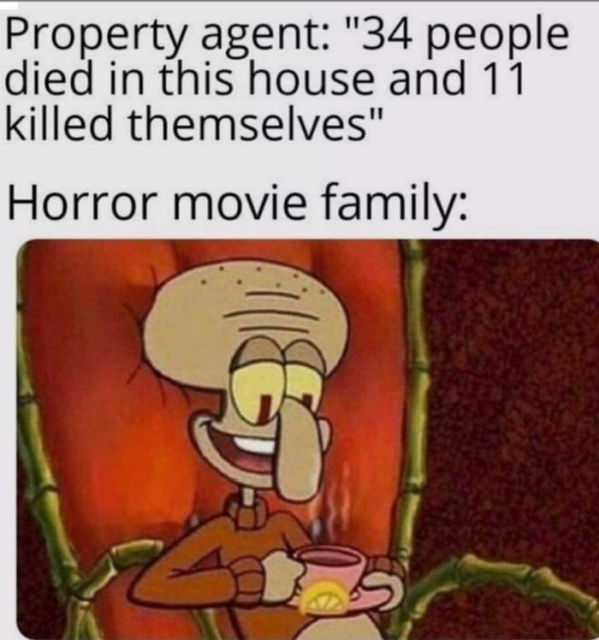 Property agent: "34 people
died in this house and 11
killed themselves"
Horror movie family: